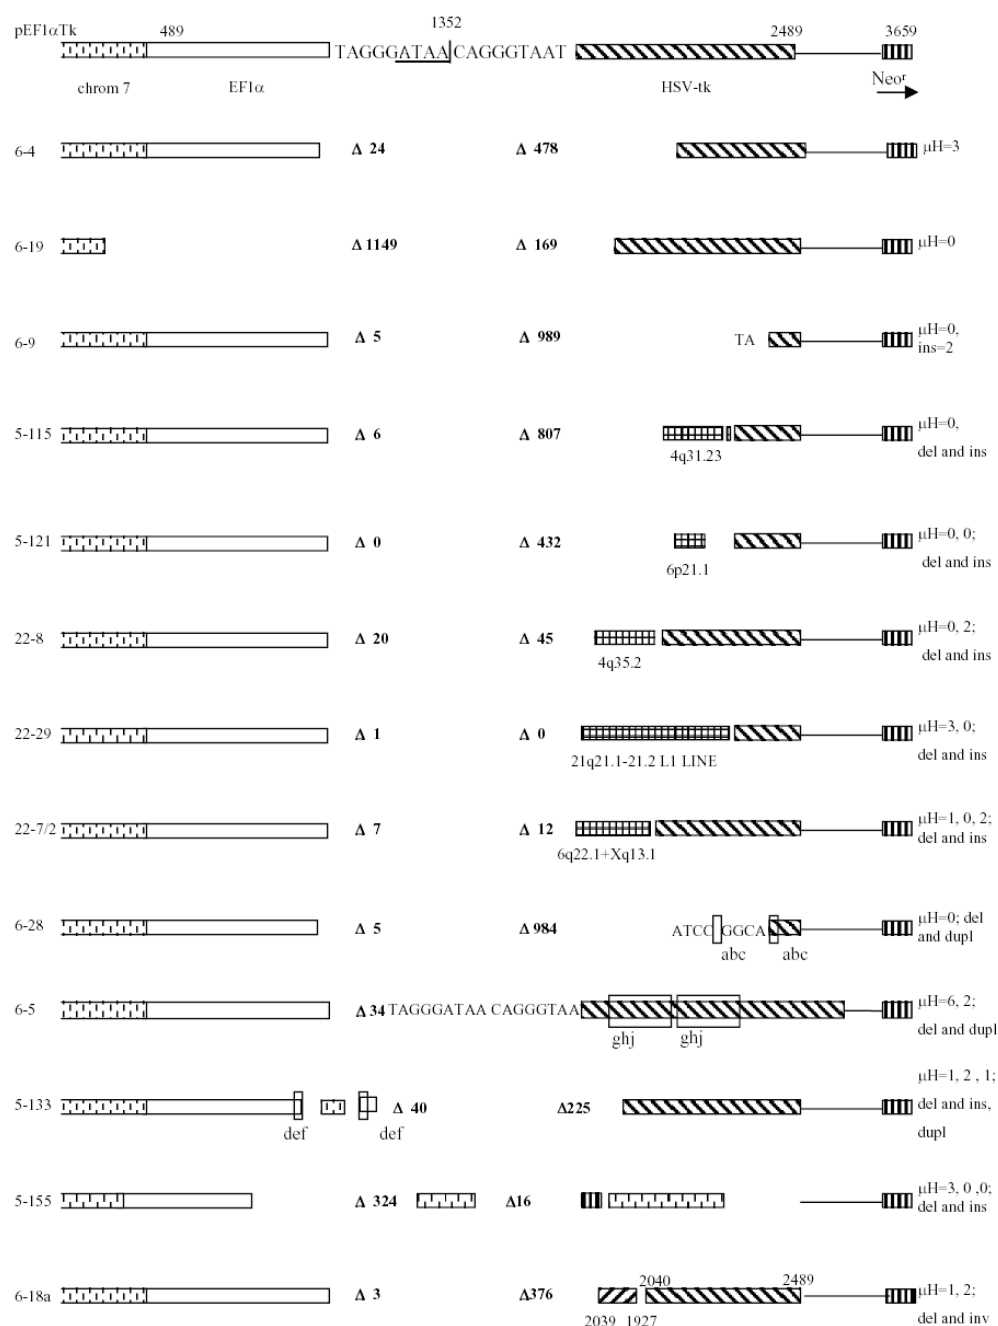 1352
pEF1αTk 489 2489 3659
TAGGGATAA CAGGGTAAT
chrom 7 EF1α HSV-tk Neoʳ
6-4 Δ 24 Δ 478 μH=3
6-19 Δ 1149 Δ 169 μH=0
6-9 Δ 5 Δ 989 TA μH=0,
ins=2
5-115 Δ 6 Δ 807 μH=0,
del and ins
4q31.23
5-121 Δ 0 Δ 432 μH=0, 0;
del and ins
6p21.1
22-8 Δ 20 Δ 45 μH=0, 2;
del and ins
4q35.2
22-29 Δ 1 Δ 0 μH=3, 0;
del and ins
21q21.1-21.2 L1 LINE
22-7/2 Δ 7 Δ 12 μH=1, 0, 2;
del and ins
6q22.1+Xq13.1
6-28 Δ 5 Δ 984 ATCC GGCA μH=0; del
and dupl
abc abc
6-5 Δ 34 TAGGGATAA CAGGGTAA μH=6, 2;
del and dupl
ghj ghj
5-133 Δ 40 Δ225 μH=1, 2 , 1;
del and ins,
dupl
def def
5-155 Δ 324 Δ16 μH=3, 0 ,0;
del and ins
6-18a Δ 3 Δ376 2040 2489 μH=1, 2;
del and inv
2039 1927